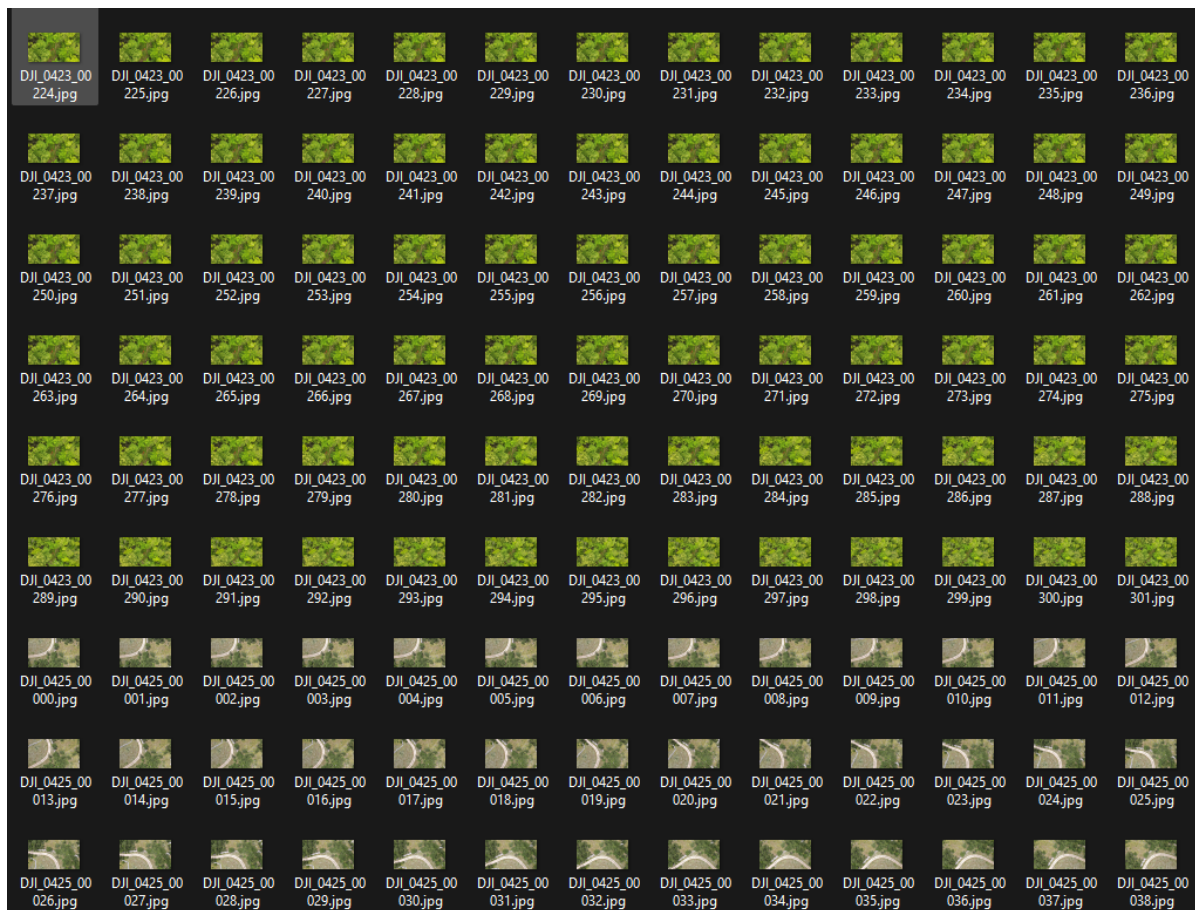 DJI_0423_00 DJI_0423_00 DJI_0423_00 DJI_0423_00 DJI_0423_00 DJI_0423_00 DJI_0423_00 DJI_0423_00 DJI_0423_00 DJI_0423_00 DJI_0423_00 DJI_0423_00 DJI_0423_00
224.jpg 225.jpg 226.jpg 227.jpg 228.jpg 229.jpg 230.jpg 231.jpg 232.jpg 233.jpg 234.jpg 235.jpg 236.jpg
DJI_0423_00 DJI_0423_00 DJI_0423_00 DJI_0423_00 DJI_0423_00 DJI_0423_00 DJI_0423_00 DJI_0423_00 DJI_0423_00 DJI_0423_00 DJI_0423_00 DJI_0423_00 DJI_0423_00
237.jpg 238.jpg 239.jpg 240.jpg 241.jpg 242.jpg 243.jpg 244.jpg 245.jpg 246.jpg 247.jpg 248.jpg 249.jpg
DJI_0423_00 DJI_0423_00 DJI_0423_00 DJI_0423_00 DJI_0423_00 DJI_0423_00 DJI_0423_00 DJI_0423_00 DJI_0423_00 DJI_0423_00 DJI_0423_00 DJI_0423_00 DJI_0423_00
250.jpg 251.jpg 252.jpg 253.jpg 254.jpg 255.jpg 256.jpg 257.jpg 258.jpg 259.jpg 260.jpg 261.jpg 262.jpg
DJI_0423_00 DJI_0423_00 DJI_0423_00 DJI_0423_00 DJI_0423_00 DJI_0423_00 DJI_0423_00 DJI_0423_00 DJI_0423_00 DJI_0423_00 DJI_0423_00 DJI_0423_00 DJI_0423_00
263.jpg 264.jpg 265.jpg 266.jpg 267.jpg 268.jpg 269.jpg 270.jpg 271.jpg 272.jpg 273.jpg 274.jpg 275.jpg
DJI_0423_00 DJI_0423_00 DJI_0423_00 DJI_0423_00 DJI_0423_00 DJI_0423_00 DJI_0423_00 DJI_0423_00 DJI_0423_00 DJI_0423_00 DJI_0423_00 DJI_0423_00 DJI_0423_00
276.jpg 277.jpg 278.jpg 279.jpg 280.jpg 281.jpg 282.jpg 283.jpg 284.jpg 285.jpg 286.jpg 287.jpg 288.jpg
DJI_0423_00 DJI_0423_00 DJI_0423_00 DJI_0423_00 DJI_0423_00 DJI_0423_00 DJI_0423_00 DJI_0423_00 DJI_0423_00 DJI_0423_00 DJI_0423_00 DJI_0423_00 DJI_0423_00
289.jpg 290.jpg 291.jpg 292.jpg 293.jpg 294.jpg 295.jpg 296.jpg 297.jpg 298.jpg 299.jpg 300.jpg 301.jpg
DJI_0425_00 DJI_0425_00 DJI_0425_00 DJI_0425_00 DJI_0425_00 DJI_0425_00 DJI_0425_00 DJI_0425_00 DJI_0425_00 DJI_0425_00 DJI_0425_00 DJI_0425_00 DJI_0425_00
000.jpg 001.jpg 002.jpg 003.jpg 004.jpg 005.jpg 006.jpg 007.jpg 008.jpg 009.jpg 010.jpg 011.jpg 012.jpg
DJI_0425_00 DJI_0425_00 DJI_0425_00 DJI_0425_00 DJI_0425_00 DJI_0425_00 DJI_0425_00 DJI_0425_00 DJI_0425_00 DJI_0425_00 DJI_0425_00 DJI_0425_00 DJI_0425_00
013.jpg 014.jpg 015.jpg 016.jpg 017.jpg 018.jpg 019.jpg 020.jpg 021.jpg 022.jpg 023.jpg 024.jpg 025.jpg
DJI_0425_00 DJI_0425_00 DJI_0425_00 DJI_0425_00 DJI_0425_00 DJI_0425_00 DJI_0425_00 DJI_0425_00 DJI_0425_00 DJI_0425_00 DJI_0425_00 DJI_0425_00 DJI_0425_00
026.jpg 027.jpg 028.jpg 029.jpg 030.jpg 031.jpg 032.jpg 033.jpg 034.jpg 035.jpg 036.jpg 037.jpg 038.jpg